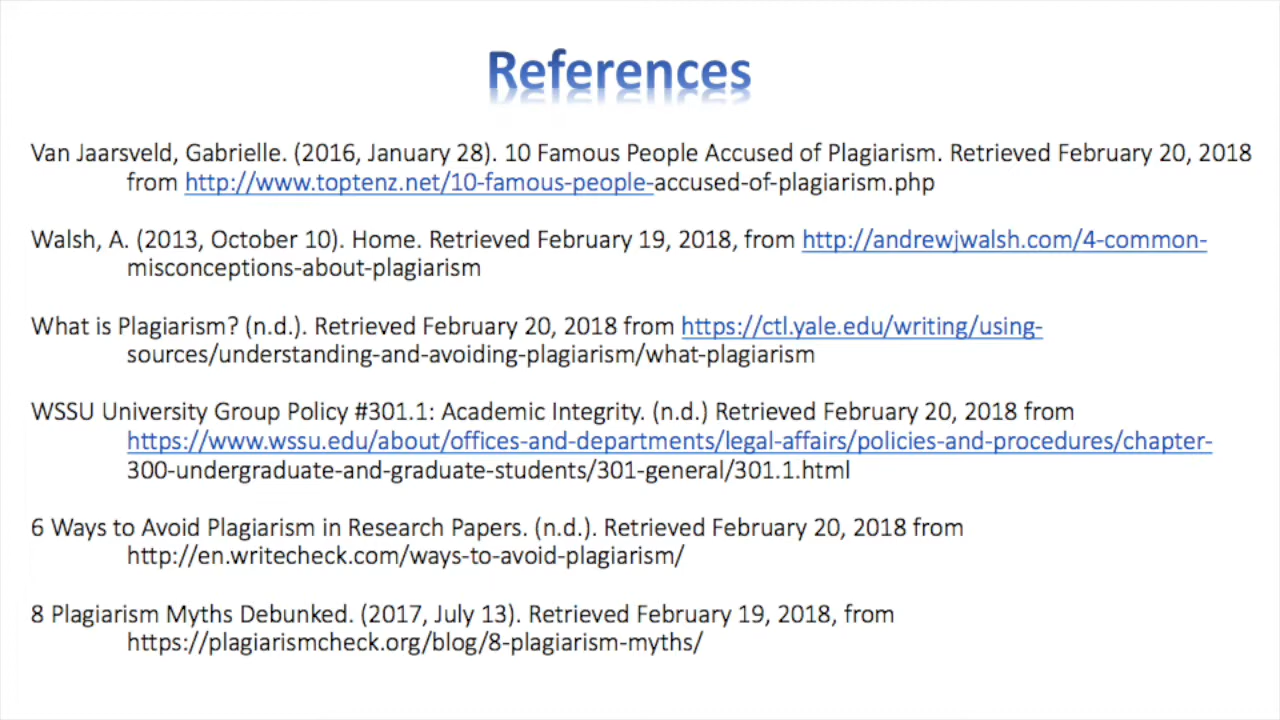 References
Van Jaarsveld, Gabrielle. (2016, January 28). 10 Famous People Accused of Plagiarism. Retrieved February 20, 2018
from http://www.toptenz.net/10-famous-people-accused-of-plagiarism.php
Walsh, A. (2013, October 10). Home. Retrieved February 19, 2018, from http://andrewjwalsh.com/4-common-
misconceptions-about-plagiarism
What is Plagiarism? (n.d.). Retrieved February 20, 2018 from https://ctl.yale.edu/writing/using-
sources/understanding-and-avoiding-plagiarism/what-plagiarism
WSSU University Group Policy #301.1: Academic Integrity. (n.d.) Retrieved February 20, 2018 from
https://www.wssu.edu/about/offices-and-departments/legal-affairs/policies-and-procedures/chapter-
300-undergraduate-and-graduate-students/301-general/301.1.html
6 Ways to Avoid Plagiarism in Research Papers. (n.d.). Retrieved February 20, 2018 from
http://en.writecheck.com/ways-to-avoid-plagiarism/
8 Plagiarism Myths Debunked. (2017, July 13). Retrieved February 19, 2018, from
https://plagiarismcheck.org/blog/8-plagiarism-myths/